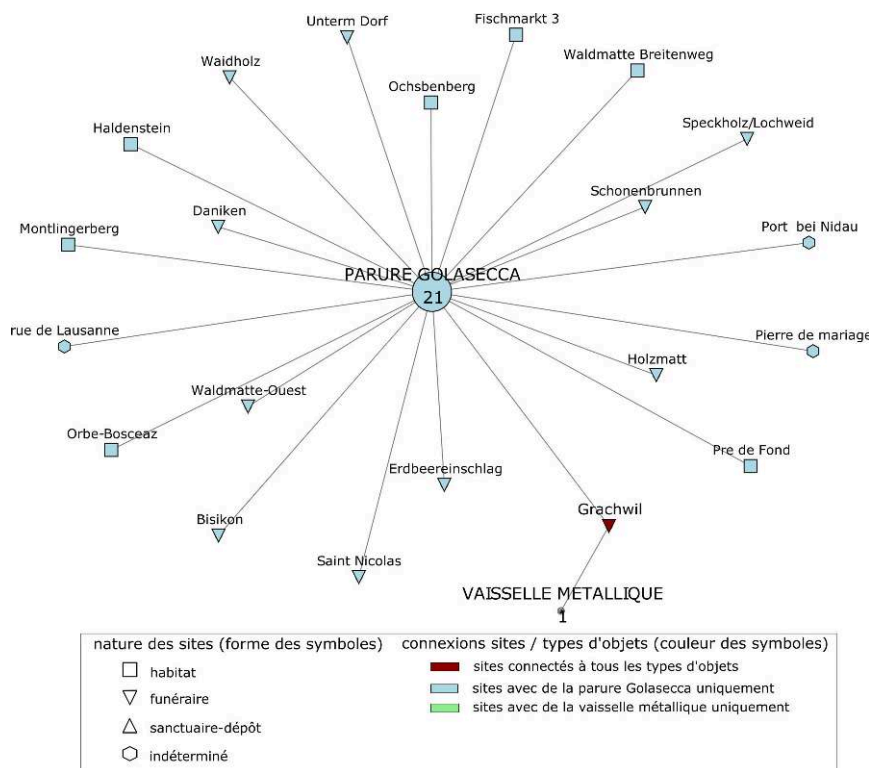 Unterm Dorf
Fischmarkt 3
Waidholz
Waldmatte Breitenweg
Ochsbenberg
Haldenstein
Speckholz/Lochweid
Daniken
Schonenbrunnen
Montlingerberg
Port bei Nidau
PARURE GOLASECCA
21
rue de Lausanne
Pierre de mariage
Holzmatt
Waldmatte-Ouest
Orbe-Bosceaz
Pre de Fond
Erdbeereinschlag
Bisikon
Grachwil
Saint Nicolas
VAISSELLE METALLIQUE
1
nature des sites (forme des symboles)
habitat
funéraire
sanctuaire-dépôt
indéterminé
connexions sites / types d'objets (couleur des symboles)
sites connectés à tous les types d'objets
sites avec de la parure Golasecca uniquement
sites avec de la vaisselle métallique uniquement